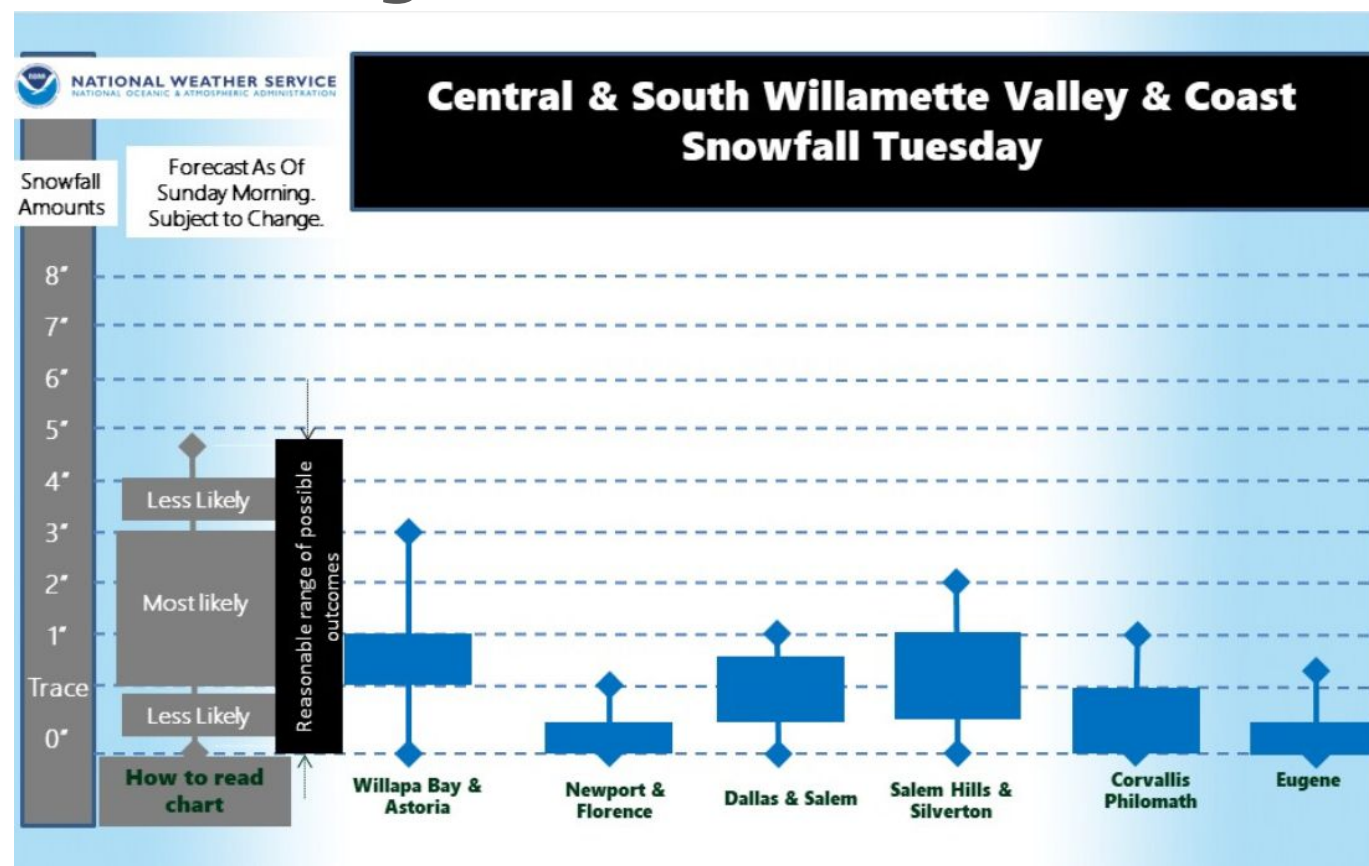 NATIONAL WEATHER SERVICE
NATIONAL OCEANIC & ATMOSPHERIC ADMINISTRATION
Central & South Willamette Valley & Coast
Snowfall Tuesday
Forecast As Of
Sunday Morning.
Subject to Change.
Snowfall
Amounts
8"
7"
6"
5"
4"
3"
2"
1"
Trace
0"
Less Likely
Most likely
Less Likely
Reasonable range of possible
outcomes
How to read
chart
Willapa Bay &
Astoria
Newport &
Florence
Dallas & Salem
Salem Hills &
Silverton
Corvallis
Philomath
Eugene